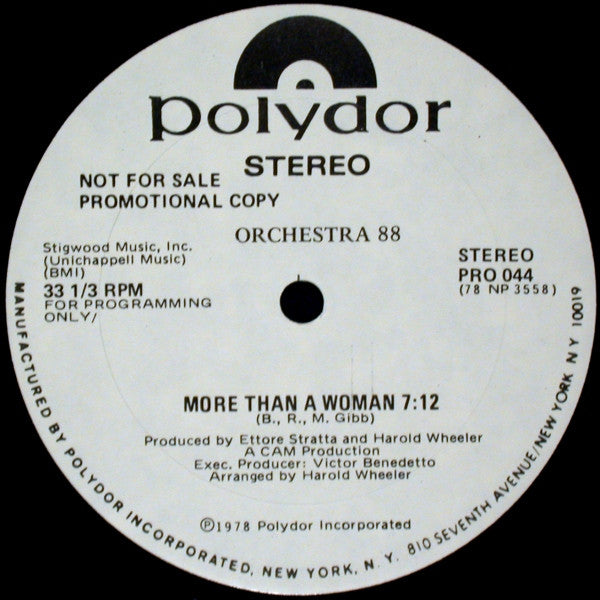 polydor
STEREO
NOT FOR SALE
PROMOTIONAL COPY
ORCHESTRA 88
Stigwood Music, Inc.
(Unichappell Music)
(BMI)
33 1/3 RPM
FOR PROGRAMMING
ONLY/
STEREO
PRO 044
(78 NP 3558)
MORE THAN A WOMAN 7:12
(B., R., M. Gibb)
Produced by Ettore Stratta and Harold Wheeler
A CAM Production
Exec. Producer: Victor Benedetto
Arranged by Harold Wheeler
Ⓟ1978 Polydor Incorporated
MANUFACTURED BY POLYDOR INCORPORATED, NEW YORK, N. Y. 810 SEVENTH AVENUE/NEW YORK NY 10019